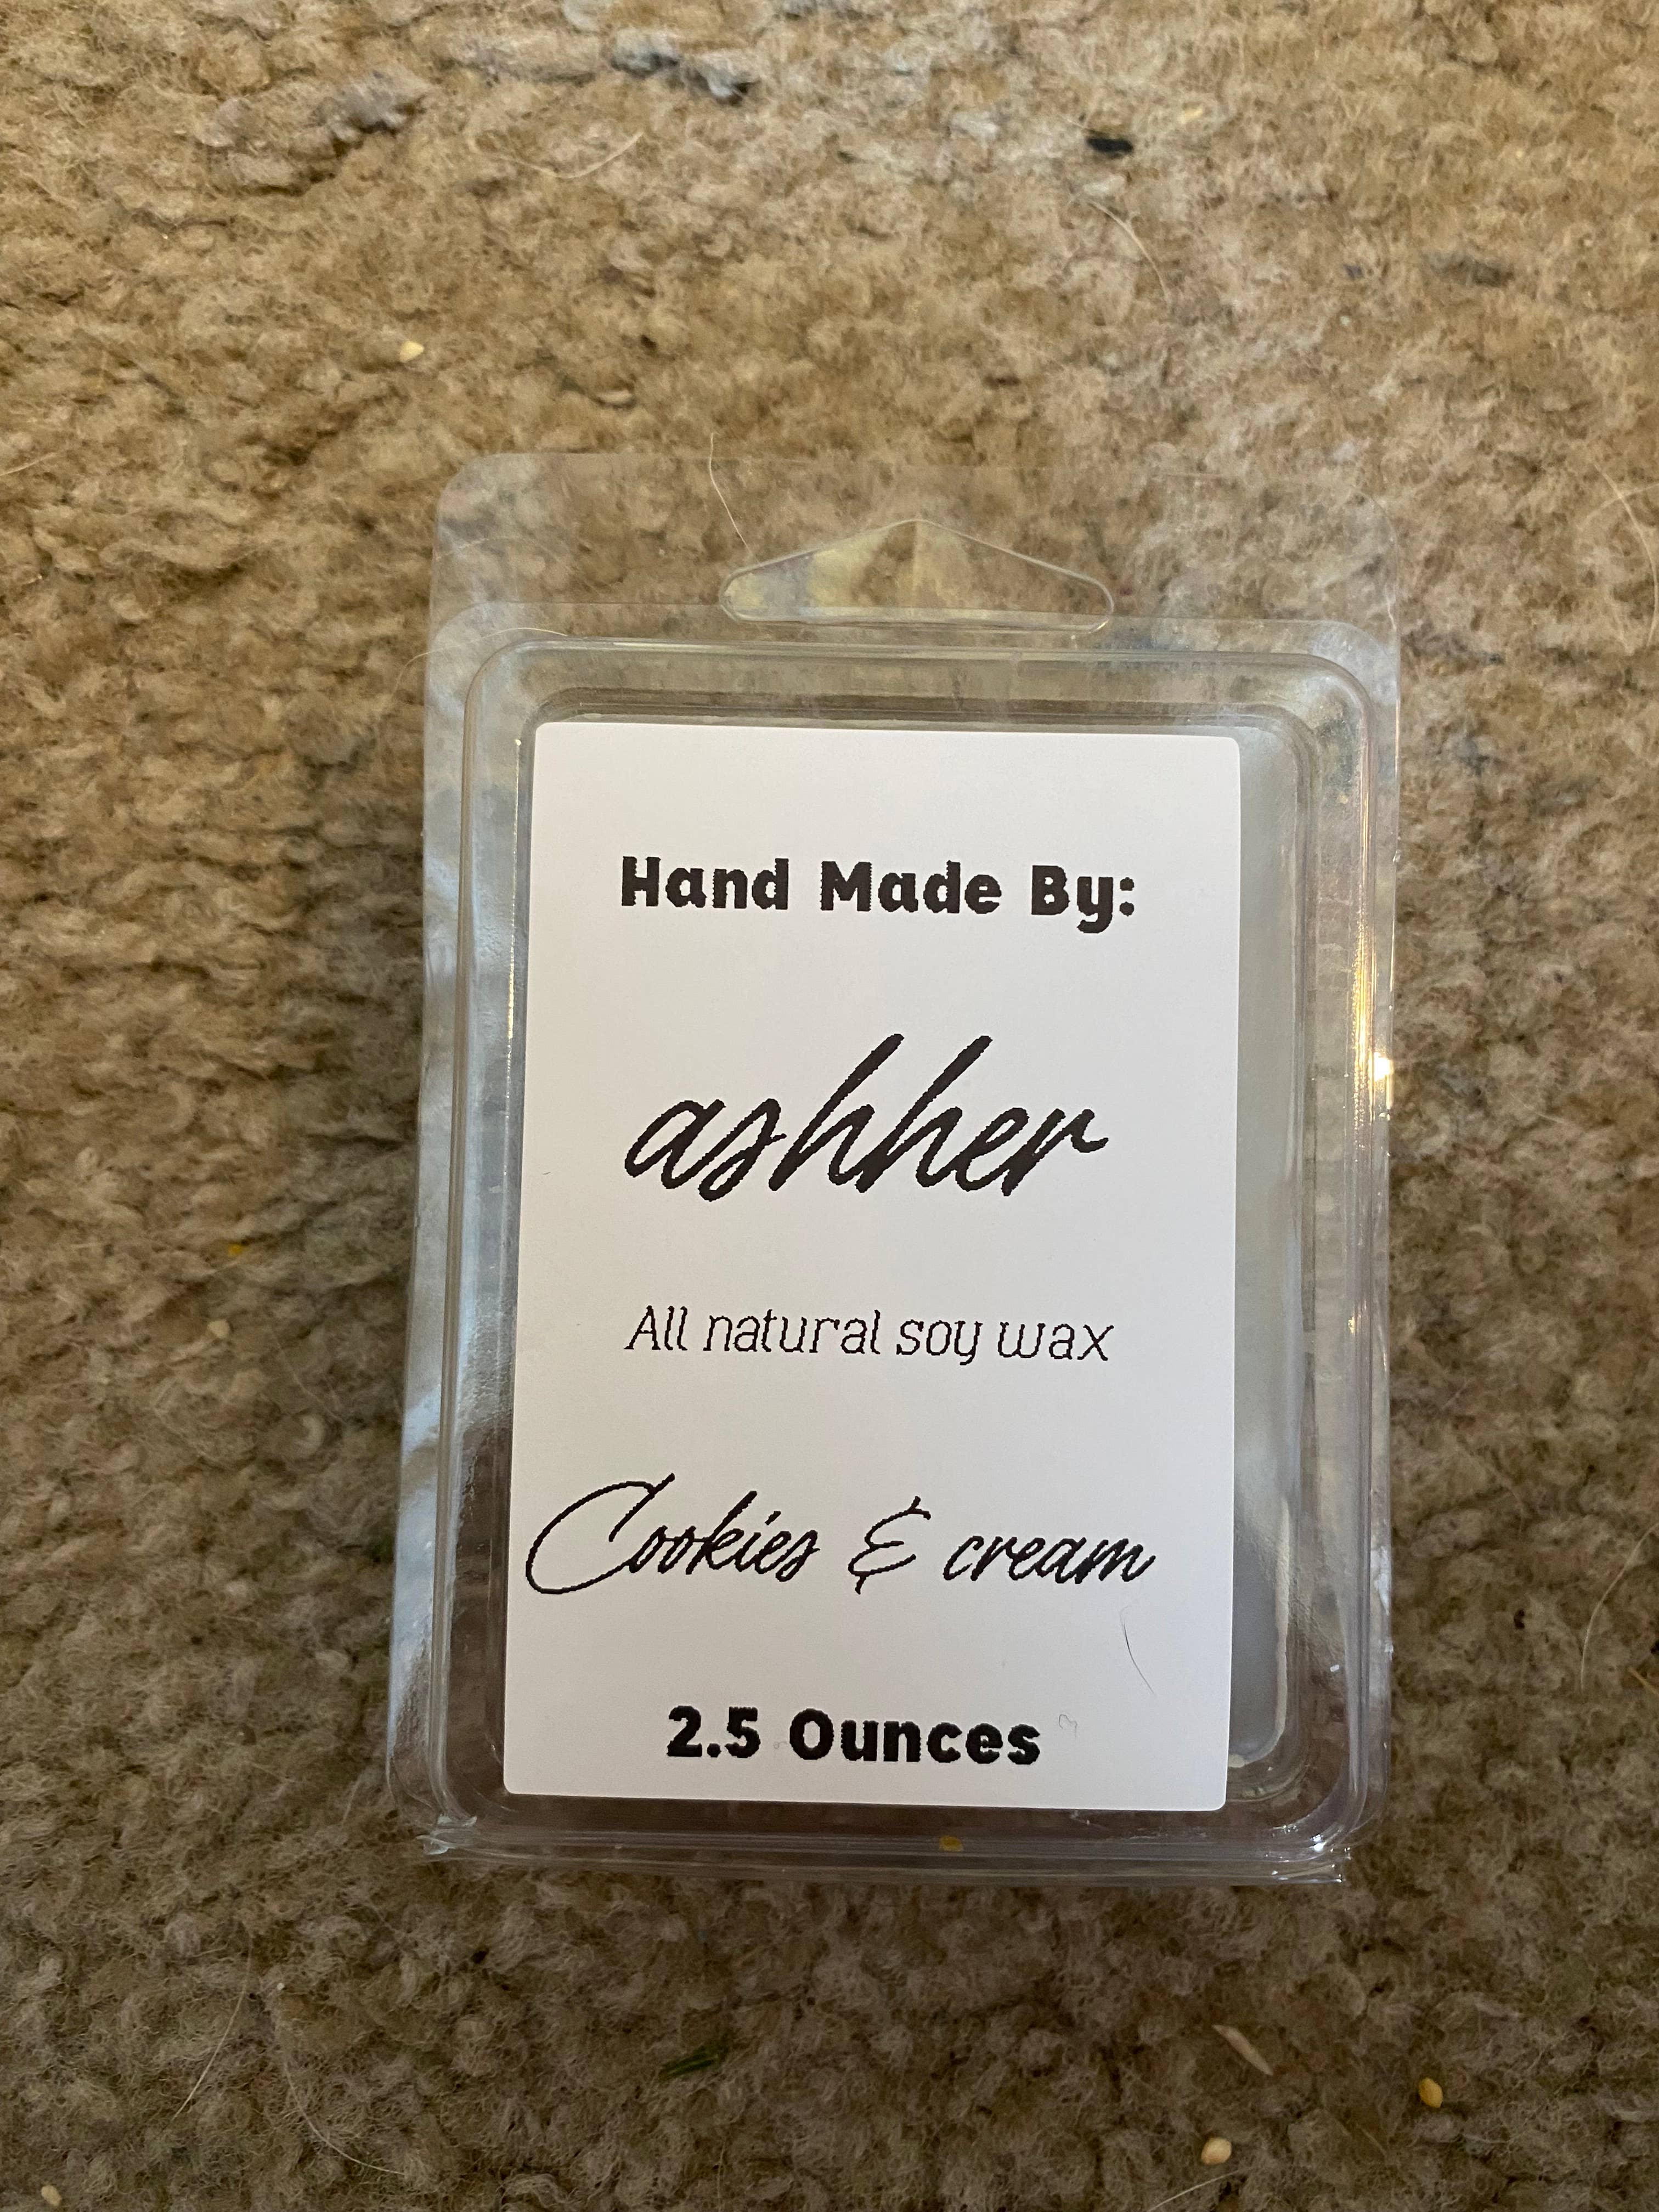 Hand Made By:
ashher
All natural soy wax
Cookies & cream
2.5 Ounces